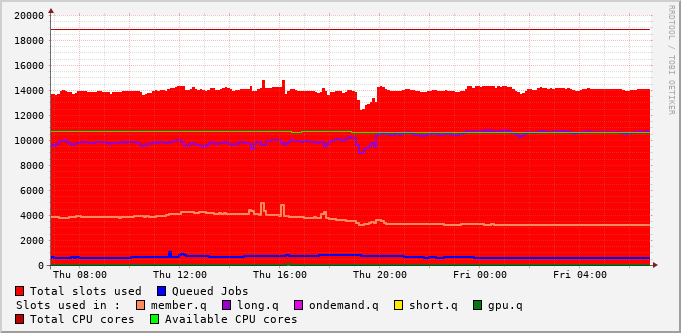 RRDTOOL / TOBI OETIKER
20000
18000
16000
14000
12000
10000
8000
6000
4000
2000
0
Thu 08:00 Thu 12:00 Thu 16:00 Thu 20:00 Fri 00:00 Fri 04:00
Total slots used Queued Jobs
Slots used in : member.q long.q ondemand.q short.q gpu.q
Total CPU cores Available CPU cores